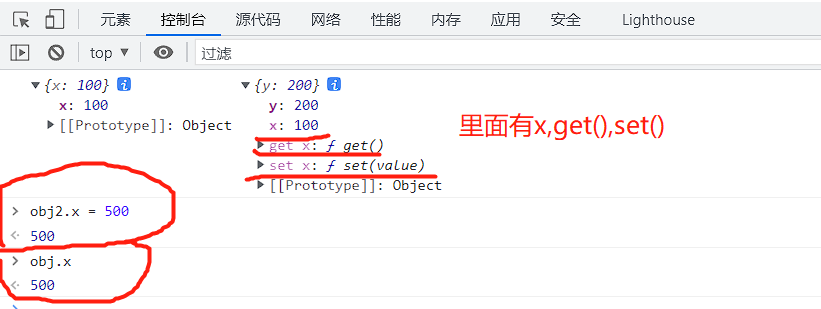 元素 控制台 源代码 网络 性能 内存 应用 安全 Lighthouse
top ▼ 过滤
▼{x: 100} i ▼{y: 200} i
x: 100 y: 200
▶[[Prototype]]: Object x: 100
里面有x,get(),set()
▶get x: ƒ get()
▶set x: ƒ set(value)
▶[[Prototype]]: Object
> obj2.x = 500
500
> obj.x
500